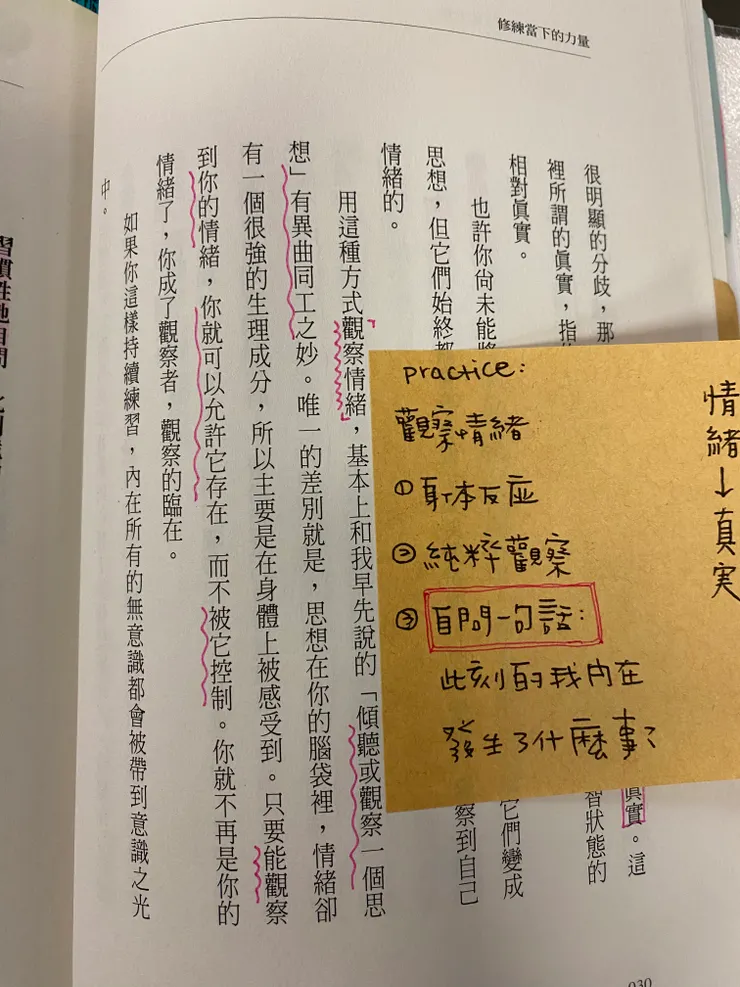 修練當下的力量
很明顯的分歧，那
真實。這
裡所謂的真實，指
智狀態的
相對真實。
也許你尚未能將
它們變成
思想，但它們始終都
察到自己
情緒的。
用這種方式「觀察情緒」，基本上和我早先說的「傾聽或觀察一個思
想」有異曲同工之妙。唯一的差別就是，思想在你的腦袋裡，情緒卻
有一個很強的生理成分，所以主要是在身體上被感受到。只要能觀察
到你的情緒，你就可以允許它存在，而不被它控制。你就不再是你的
情緒了，你成了觀察者，觀察的臨在。
如果你這樣持續練習，內在所有的無意識都會被帶到意識之光
中。
practice:
觀察情緒
①身体反应
②純粹觀察
③自問一句話:
此刻的我內在
發生了什麼事?
情緒↓真実
030